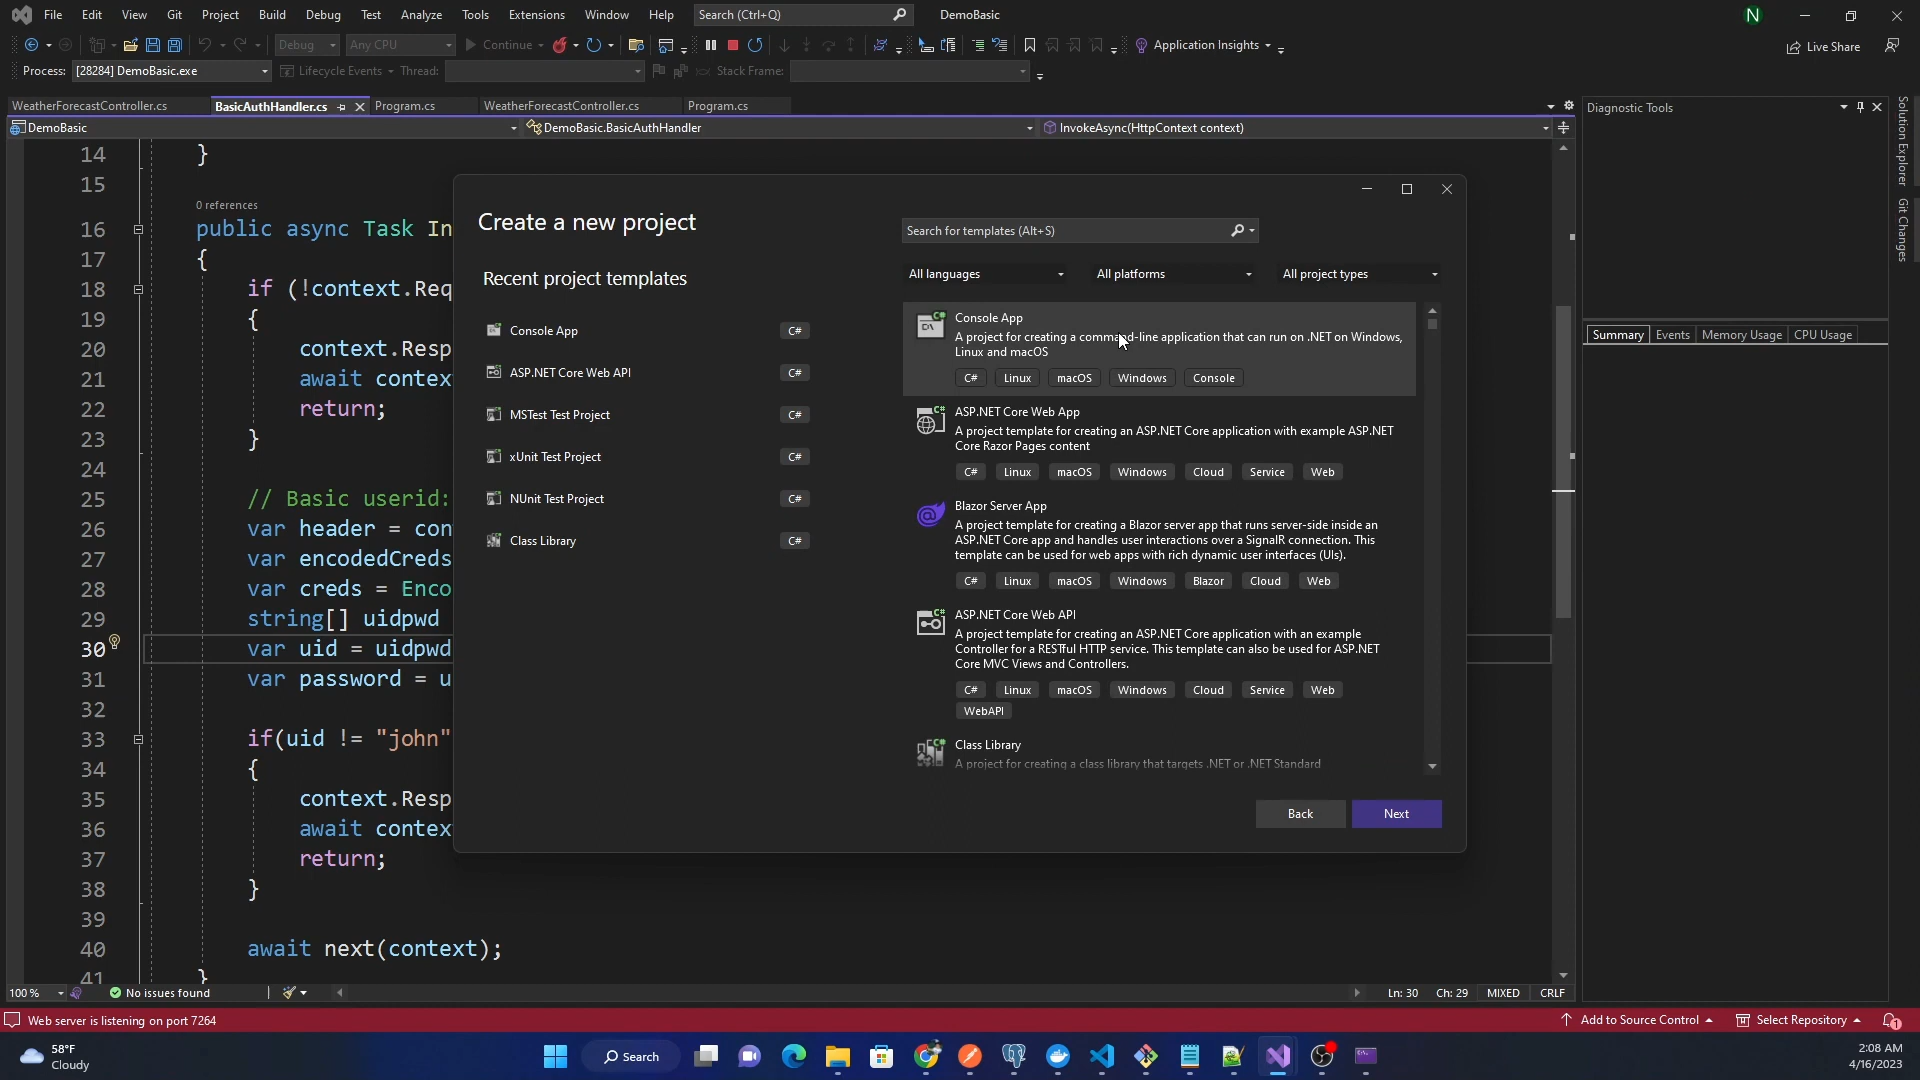 File Edit View Git Project Build Debug Test Analyze Tools Extensions Window Help Search (Ctrl+Q) DemoBasic N
Debug Any CPU Continue Application Insights Live Share
Process: [28284] DemoBasic.exe Lifecycle Events Thread: Stack Frame:
WeatherForecastController.cs BasicAuthHandler.cs Program.cs WeatherForecastController.cs Program.cs
DemoBasic DemoBasic.BasicAuthHandler InvokeAsync(HttpContext context)
Diagnostic Tools
Summary Events Memory Usage CPU Usage
Solution Explorer
Git Changes
14 }
15
0 references
16 public async Task In
17 {
18 if (!context.Req
19 {
20 context.Resp
21 await contex
22 return;
23 }
24
25 // Basic userid:
26 var header = con
27 var encodedCreds
28 var creds = Enco
29 string[] uidpwd
30 var uid = uidpwd
31 var password = u
32
33 if(uid != "john"
34 {
35 context.Resp
36 await contex
37 return;
38 }
39
40 await next(context);
41 }
Create a new project
Recent project templates
Console App C#
ASP.NET Core Web API C#
MSTest Test Project C#
xUnit Test Project C#
NUnit Test Project C#
Class Library C#
Search for templates (Alt+S)
All languages All platforms All project types
Console App
A project for creating a command-line application that can run on .NET on Windows,
Linux and macOS
C# Linux macOS Windows Console
ASP.NET Core Web App
A project template for creating an ASP.NET Core application with example ASP.NET
Core Razor Pages content
C# Linux macOS Windows Cloud Service Web
Blazor Server App
A project template for creating a Blazor server app that runs server-side inside an
ASP.NET Core app and handles user interactions over a SignalR connection. This
template can be used for web apps with rich dynamic user interfaces (UIs).
C# Linux macOS Windows Blazor Cloud Web
ASP.NET Core Web API
A project template for creating an ASP.NET Core application with an example
Controller for a RESTful HTTP service. This template can also be used for ASP.NET
Core MVC Views and Controllers.
C# Linux macOS Windows Cloud Service Web
WebAPI
Class Library
A project for creating a class library that targets .NET or .NET Standard
Back Next
100 % No issues found Ln: 30 Ch: 29 MIXED CRLF
Web server is listening on port 7264 Add to Source Control Select Repository 1
58°F
Cloudy
Search
2:08 AM
4/16/2023